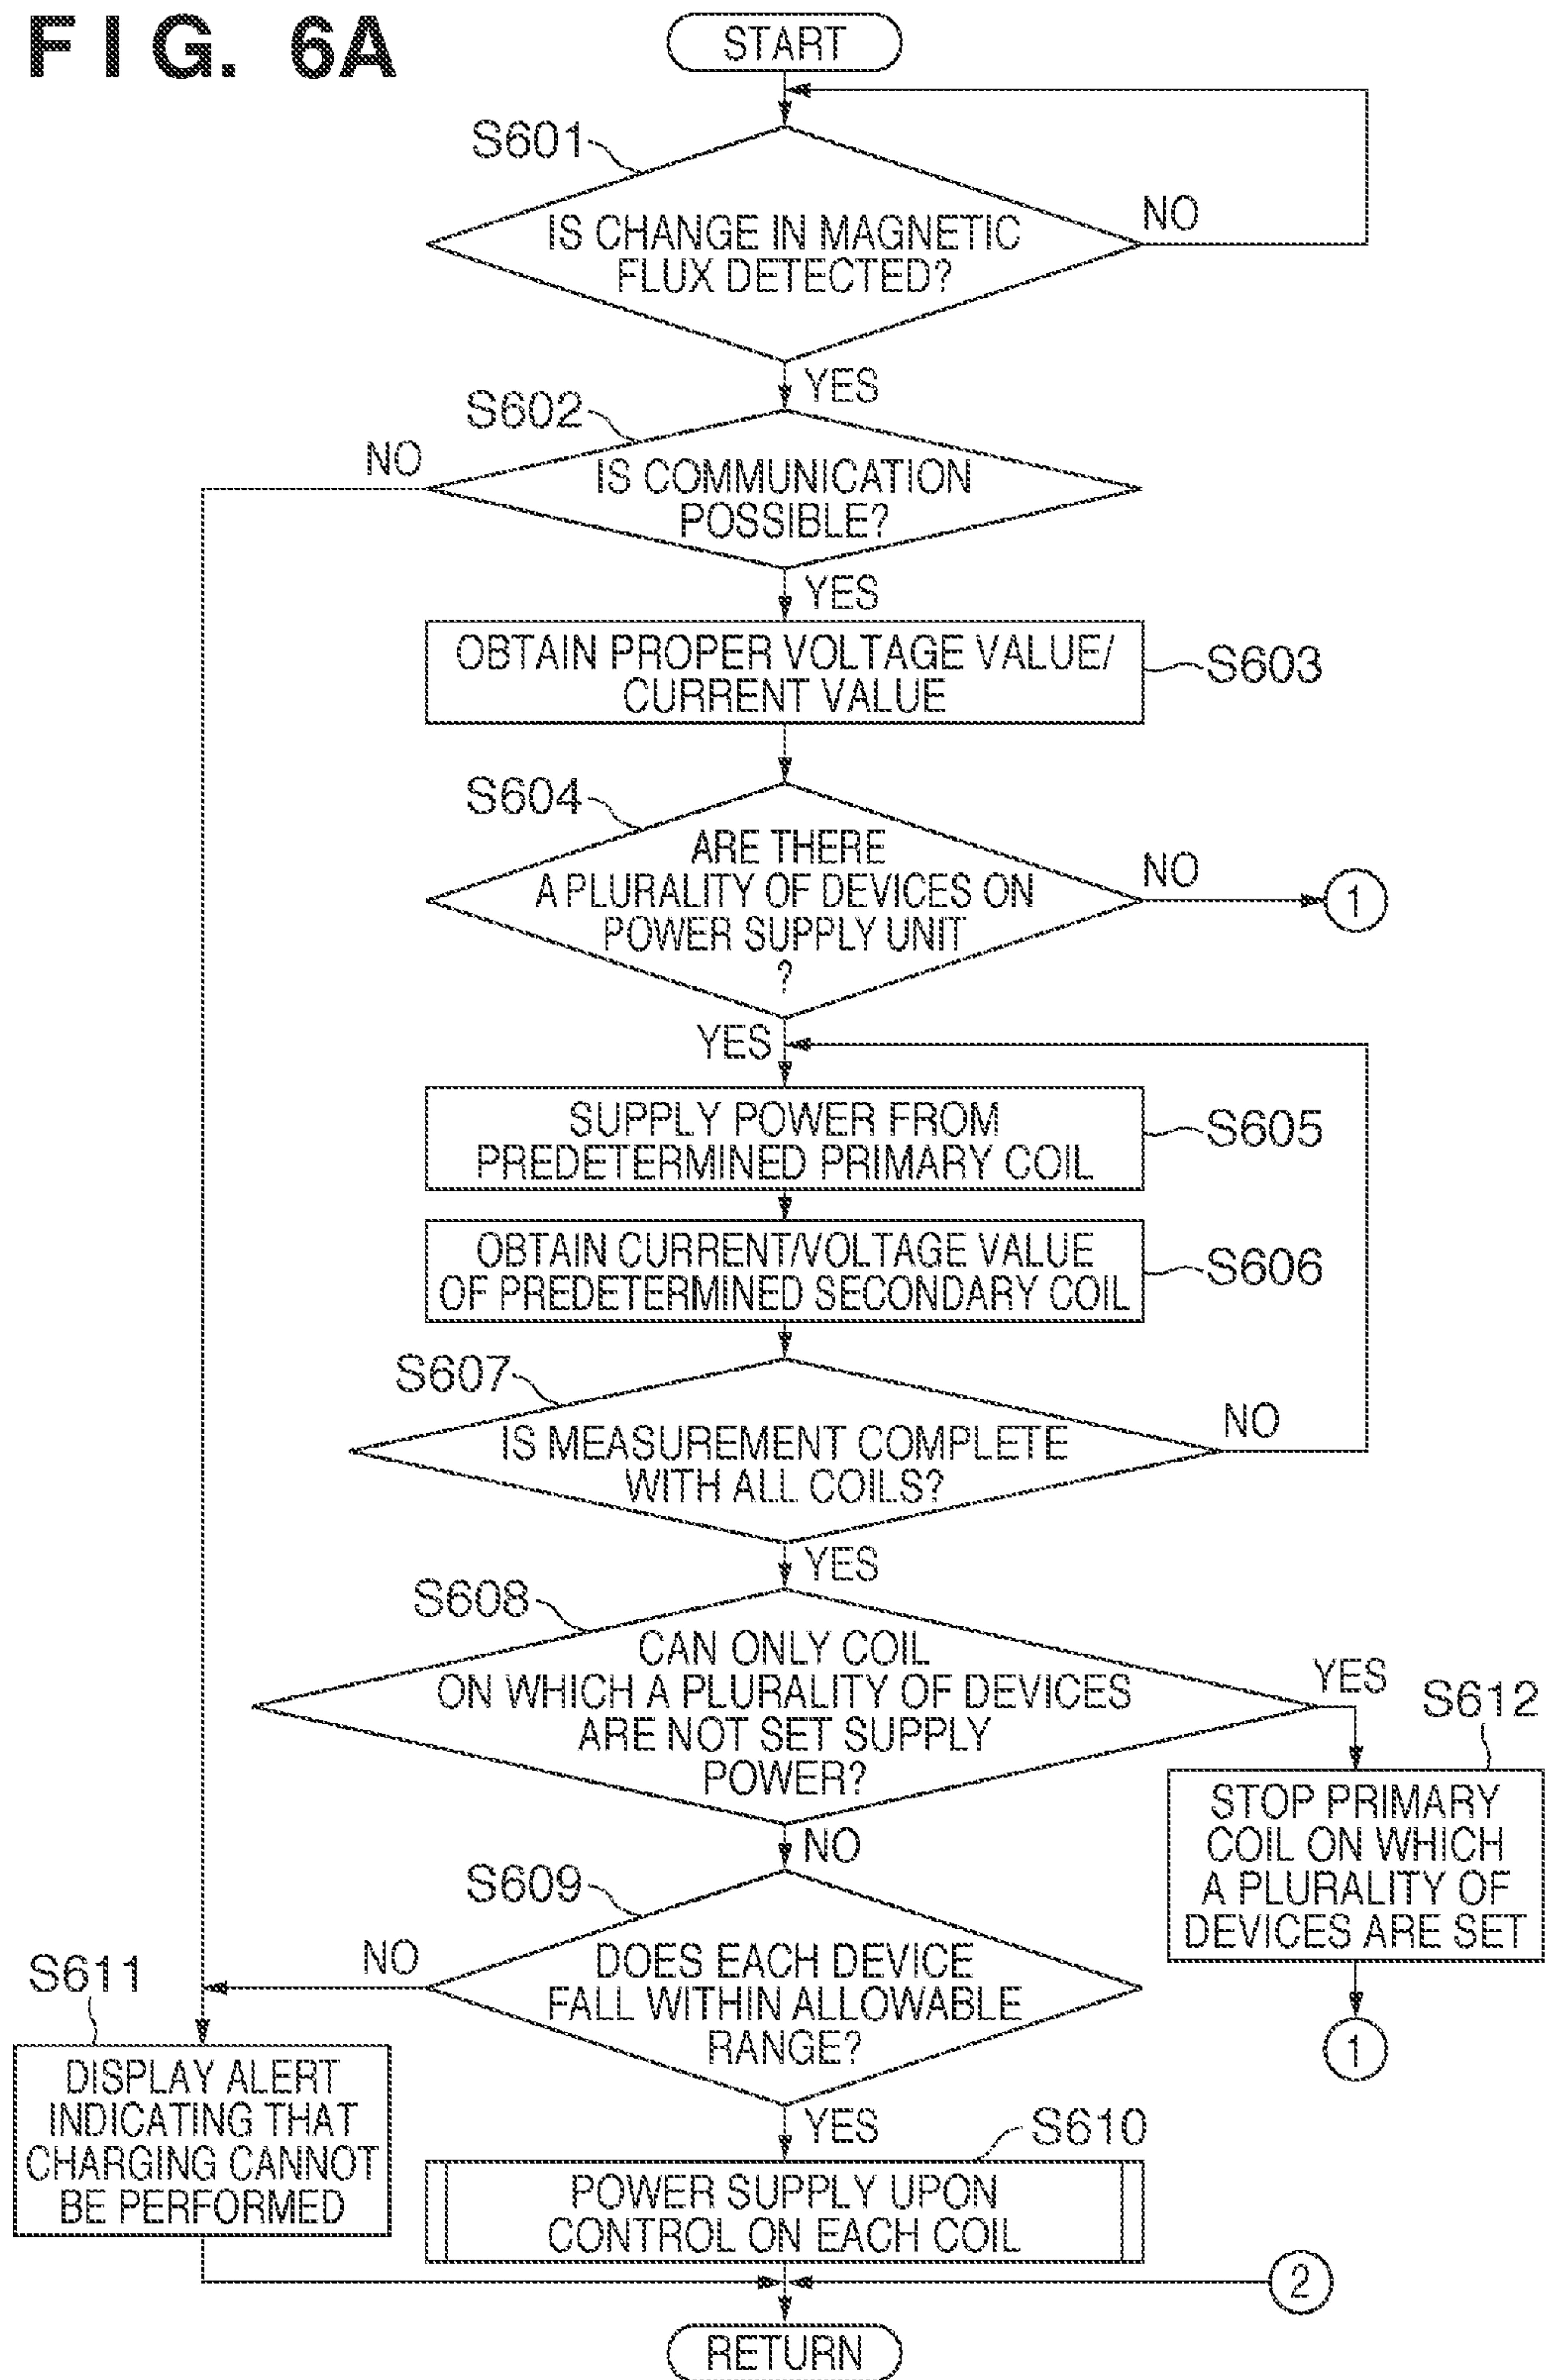 FIG. 6A
START
S601
IS CHANGE IN MAGNETIC
FLUX DETECTED?
NO
YES
S602
NO
IS COMMUNICATION
POSSIBLE?
YES
OBTAIN PROPER VOLTAGE VALUE/
CURRENT VALUE
S603
S604
ARE THERE
A PLURALITY OF DEVICES ON
POWER SUPPLY UNIT
?
NO
1
YES
SUPPLY POWER FROM
PREDETERMINED PRIMARY COIL
S605
OBTAIN CURRENT/VOLTAGE VALUE
OF PREDETERMINED SECONDARY COIL
S606
S607
IS MEASUREMENT COMPLETE
WITH ALL COILS?
NO
YES
S608
CAN ONLY COIL
ON WHICH A PLURALITY OF DEVICES
ARE NOT SET SUPPLY
POWER?
YES
S612
STOP PRIMARY
COIL ON WHICH
A PLURALITY OF
DEVICES ARE SET
1
NO
S609
DOES EACH DEVICE
FALL WITHIN ALLOWABLE
RANGE?
NO
S611
DISPLAY ALERT
INDICATING THAT
CHARGING CANNOT
BE PERFORMED
YES
S610
POWER SUPPLY UPON
CONTROL ON EACH COIL
2
RETURN